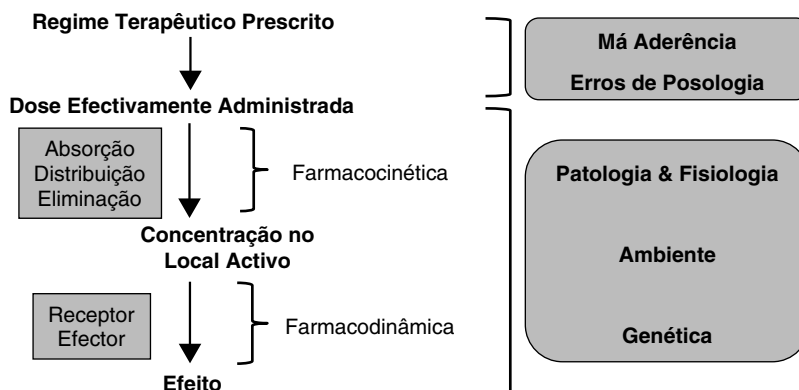 Regime Terapêutico Prescrito
Má Aderência
Erros de Posologia
Dose Efectivamente Administrada
Absorção
Distribuição
Eliminação
Farmacocinética
Patologia & Fisiologia
Concentração no
Local Activo
Ambiente
Receptor
Efector
Farmacodinâmica
Genética
Efeito